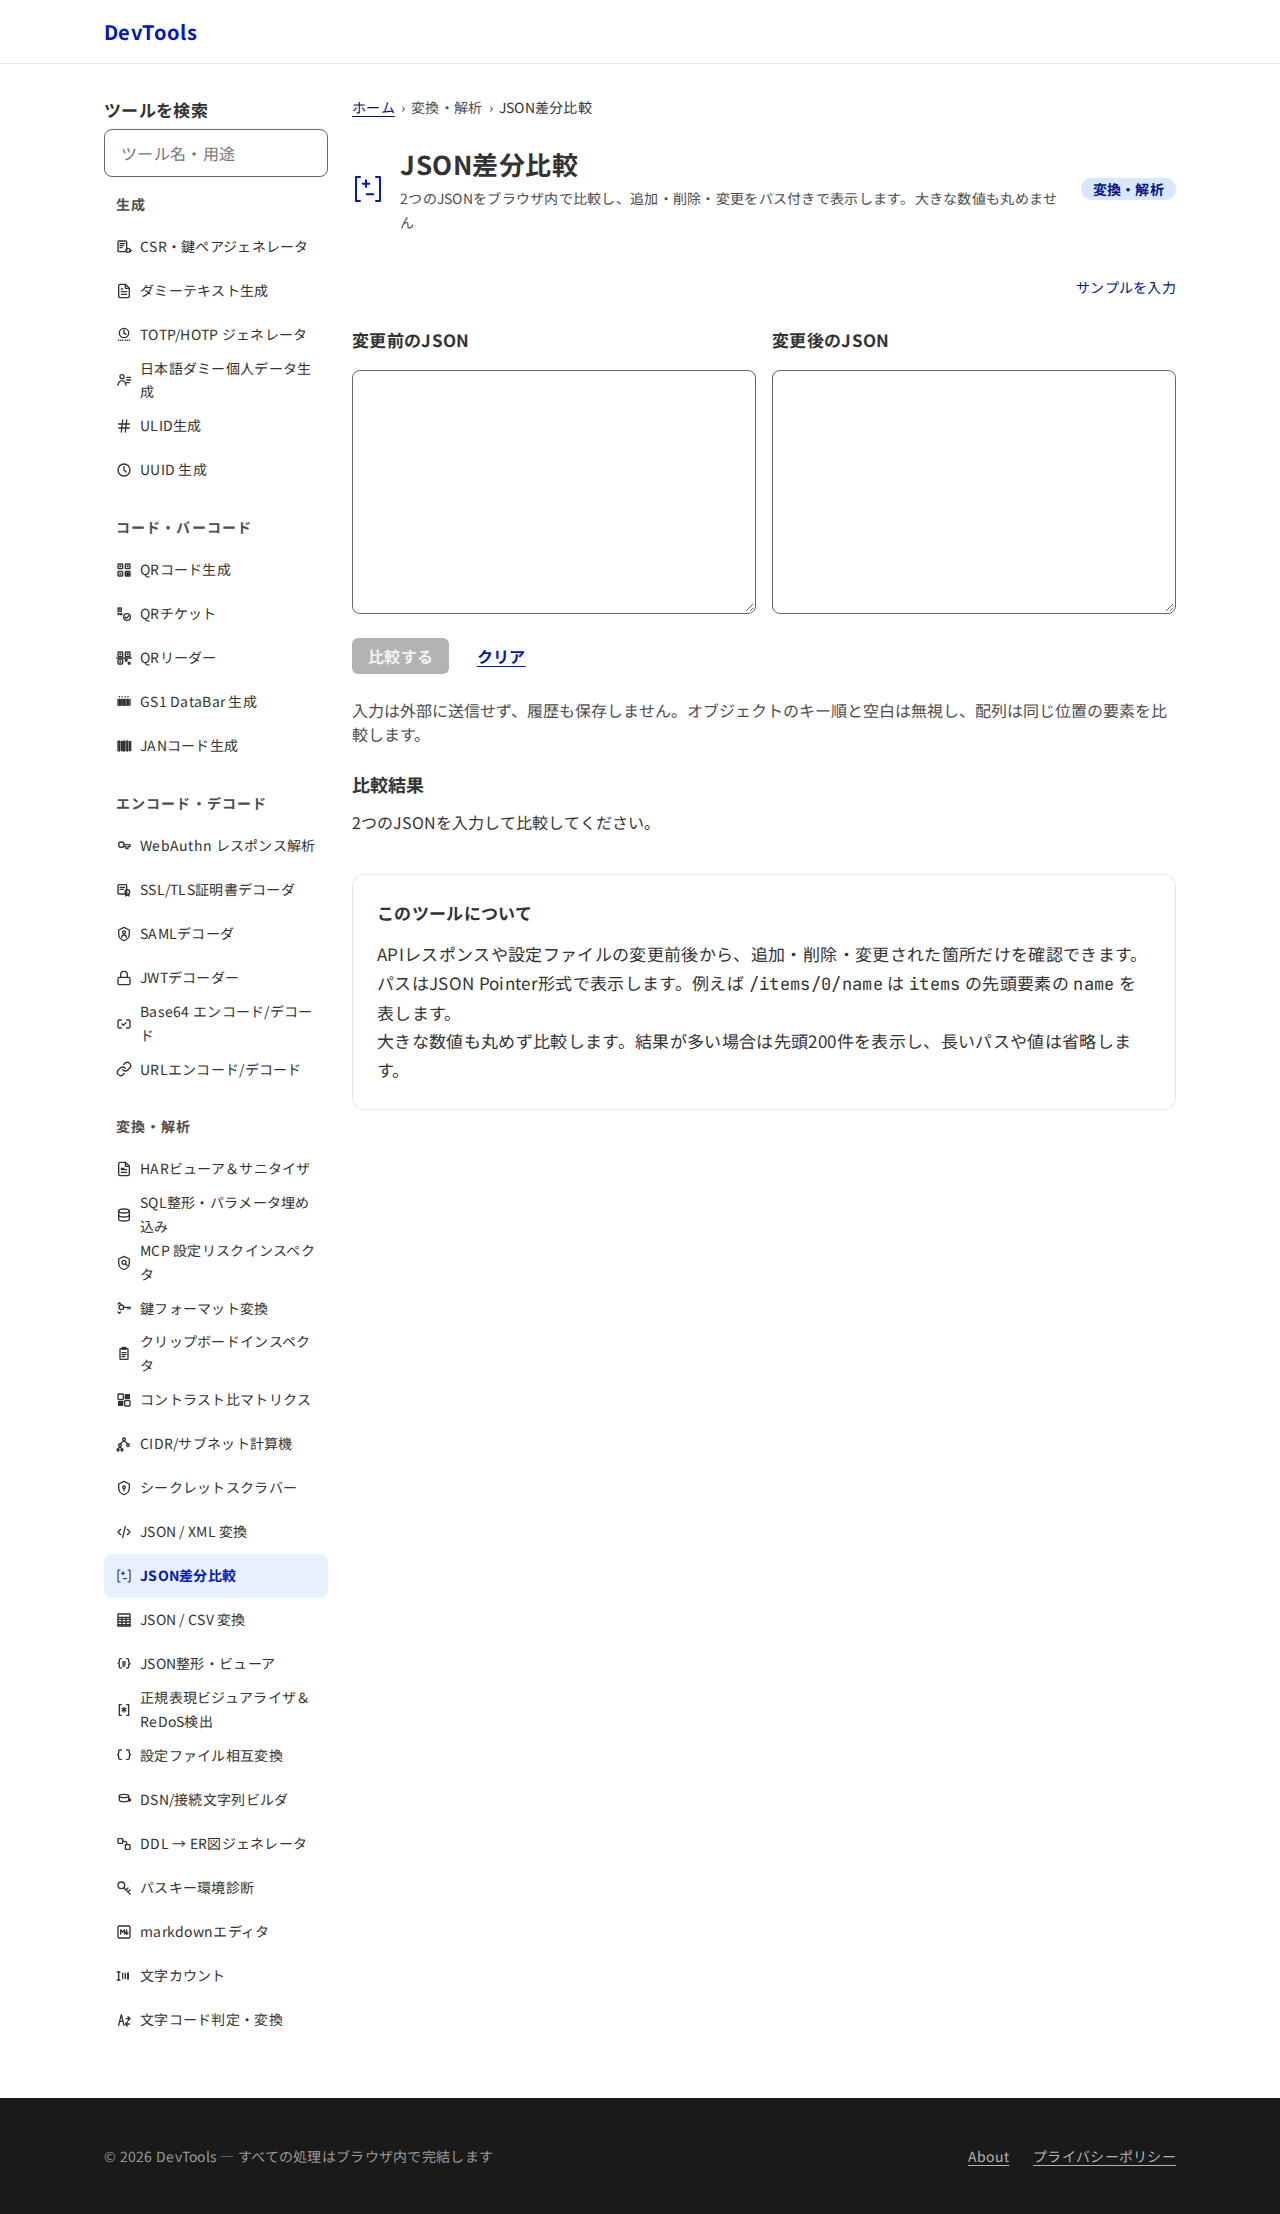 DevTools
ツールを検索
ツール名・用途
生成
CSR・鍵ペアジェネレータ
ダミーテキスト生成
TOTP/HOTP ジェネレータ
日本語ダミー個人データ生
成
ULID生成
UUID 生成
コード・バーコード
QRコード生成
QRチケット
QRリーダー
GS1 DataBar 生成
JANコード生成
エンコード・デコード
WebAuthn レスポンス解析
SSL/TLS証明書デコーダ
SAMLデコーダ
JWTデコーダー
Base64 エンコード/デコー
ド
URLエンコード/デコード
変換・解析
HARビューア＆サニタイザ
SQL整形・パラメータ埋め
込み
MCP 設定リスクインスペク
タ
鍵フォーマット変換
クリップボードインスペク
タ
コントラスト比マトリクス
CIDR/サブネット計算機
シークレットスクラバー
JSON / XML 変換
JSON差分比較
JSON / CSV 変換
JSON整形・ビューア
正規表現ビジュアライザ＆
ReDoS検出
設定ファイル相互変換
DSN/接続文字列ビルダ
DDL → ER図ジェネレータ
パスキー環境診断
markdownエディタ
文字カウント
文字コード判定・変換
ホーム › 変換・解析 › JSON差分比較
JSON差分比較
2つのJSONをブラウザ内で比較し、追加・削除・変更をパス付きで表示します。大きな数値も丸めませ
ん
変換・解析
サンプルを入力
変更前のJSON
変更後のJSON
比較する
クリア
入力は外部に送信せず、履歴も保存しません。オブジェクトのキー順と空白は無視し、配列は同じ位置の要素を比
較します。
比較結果
2つのJSONを入力して比較してください。
このツールについて
APIレスポンスや設定ファイルの変更前後から、追加・削除・変更された箇所だけを確認できます。
パスはJSON Pointer形式で表示します。例えば /items/0/name は items の先頭要素の name を
表します。
大きな数値も丸めず比較します。結果が多い場合は先頭200件を表示し、長いパスや値は省略しま
す。
© 2026 DevTools — すべての処理はブラウザ内で完結します
About
プライバシーポリシー